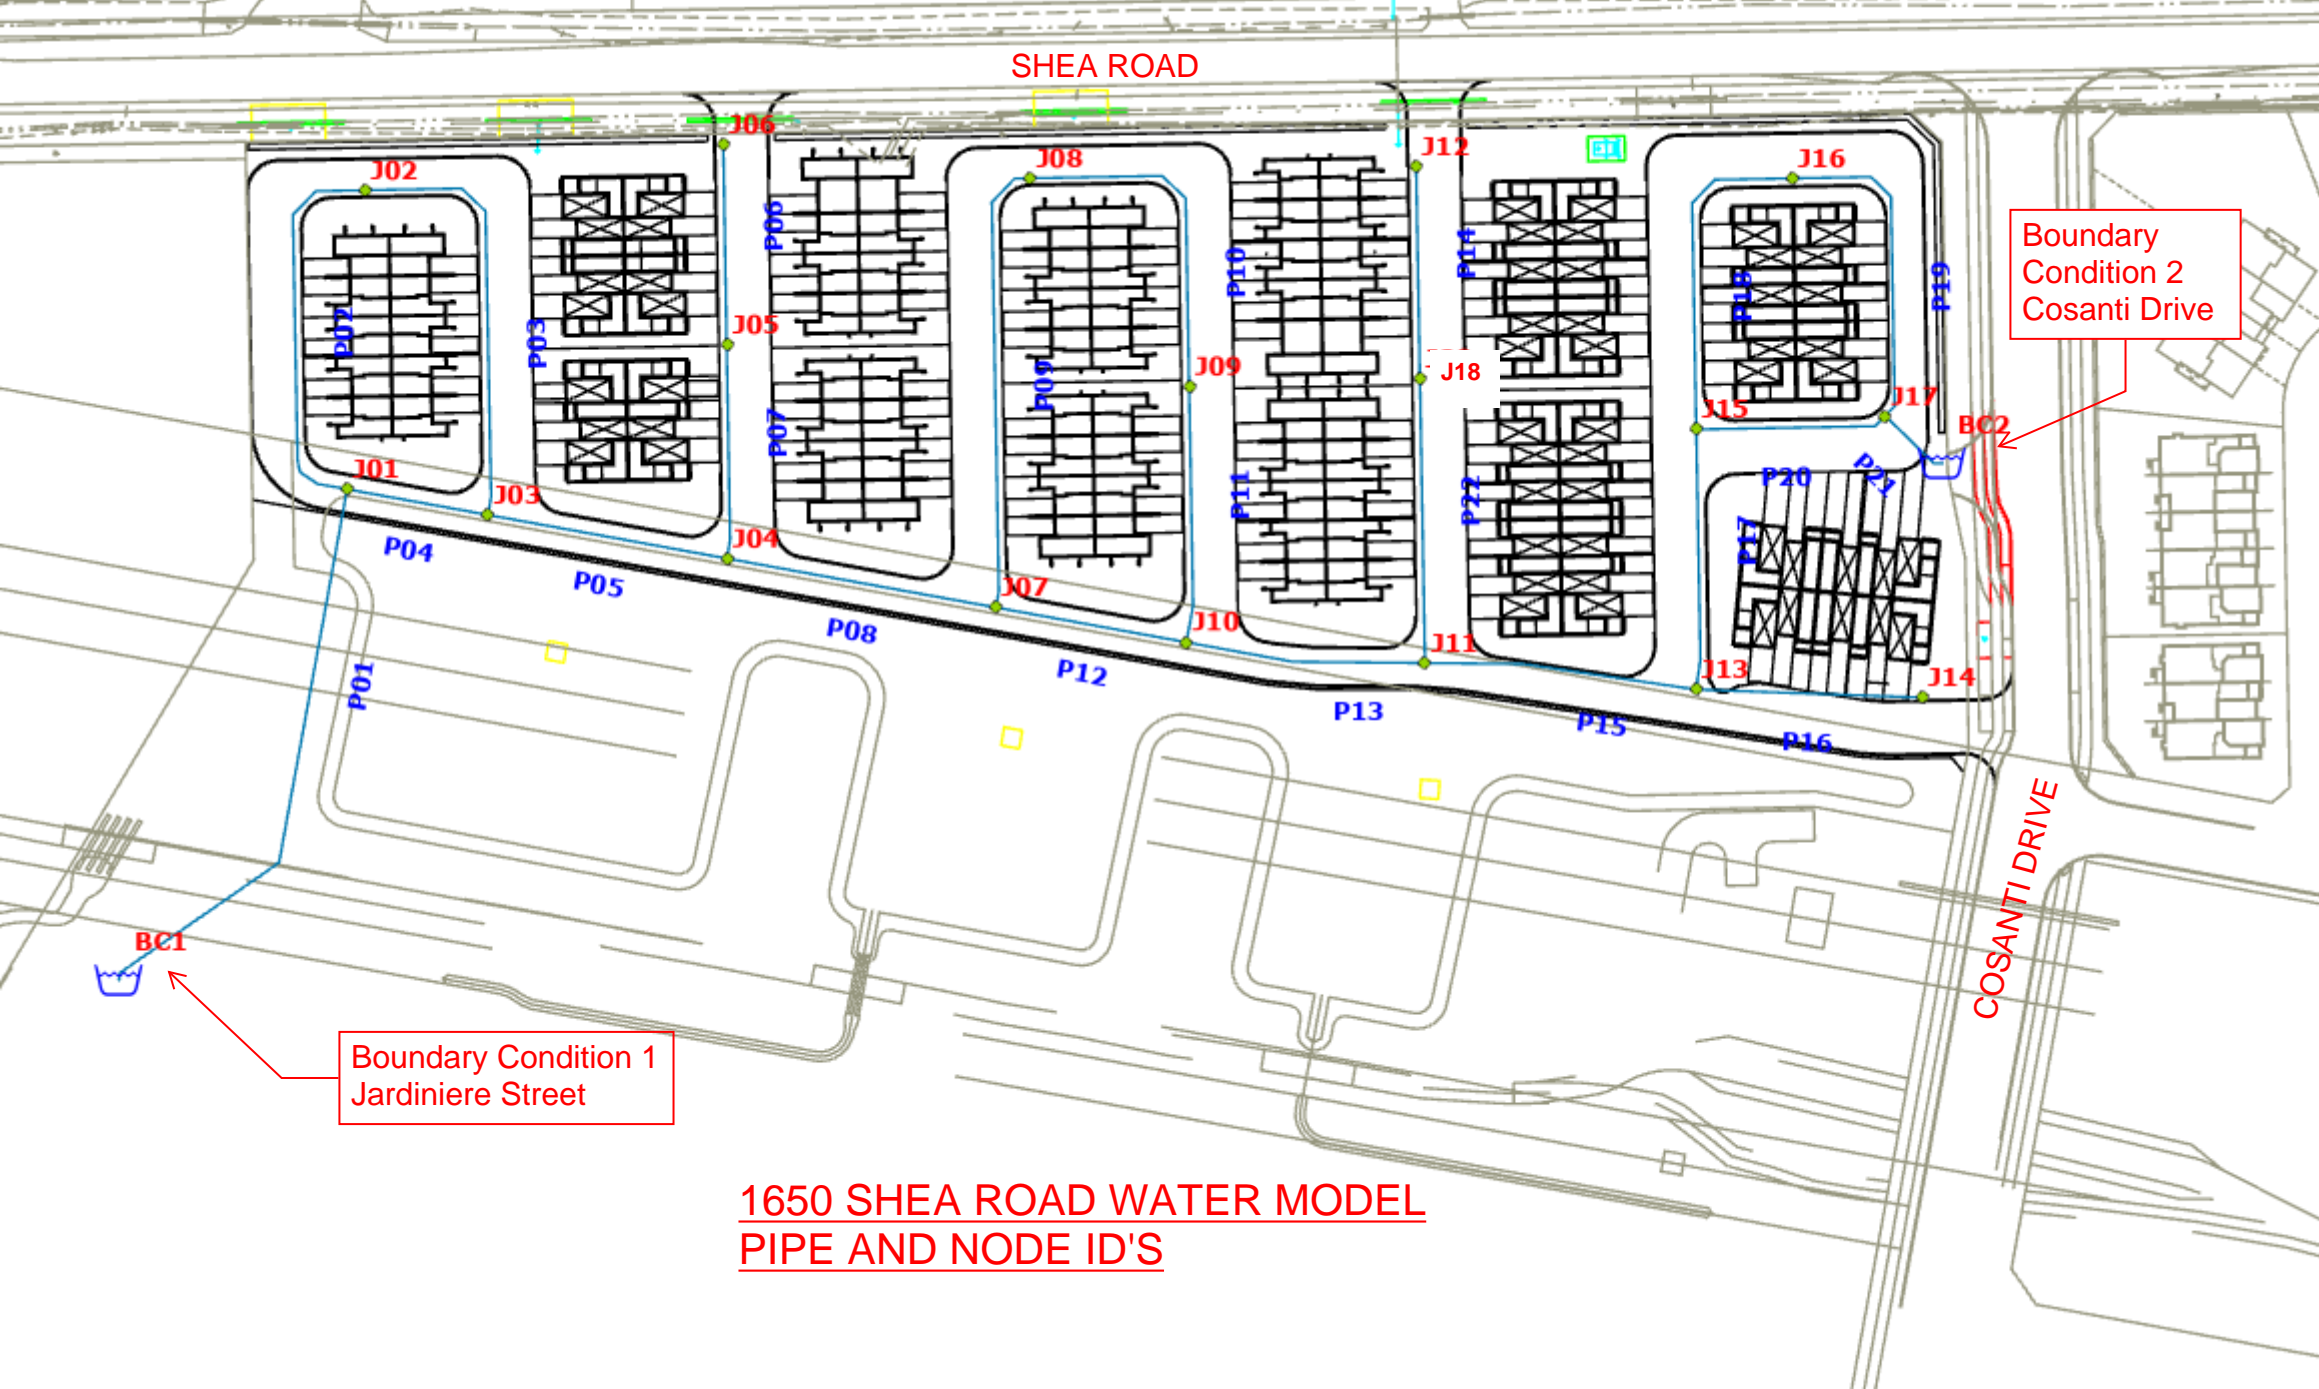 SHEA ROAD
J06
J12
J02
J08
J16
P06
P14
P10
P19
P18
Boundary
Condition 2
Cosanti Drive
P02
P03
J05
J09
J18
P09
J17
J15
BC2
P07
J01
J03
P11
P22
P20
P21
P17
P04
J04
P05
J07
P08
J10
J11
J13
J14
P01
P12
P13
P15
P16
COSANTI DRIVE
BC1
Boundary Condition 1
Jardiniere Street
1650 SHEA ROAD WATER MODEL
PIPE AND NODE ID'S